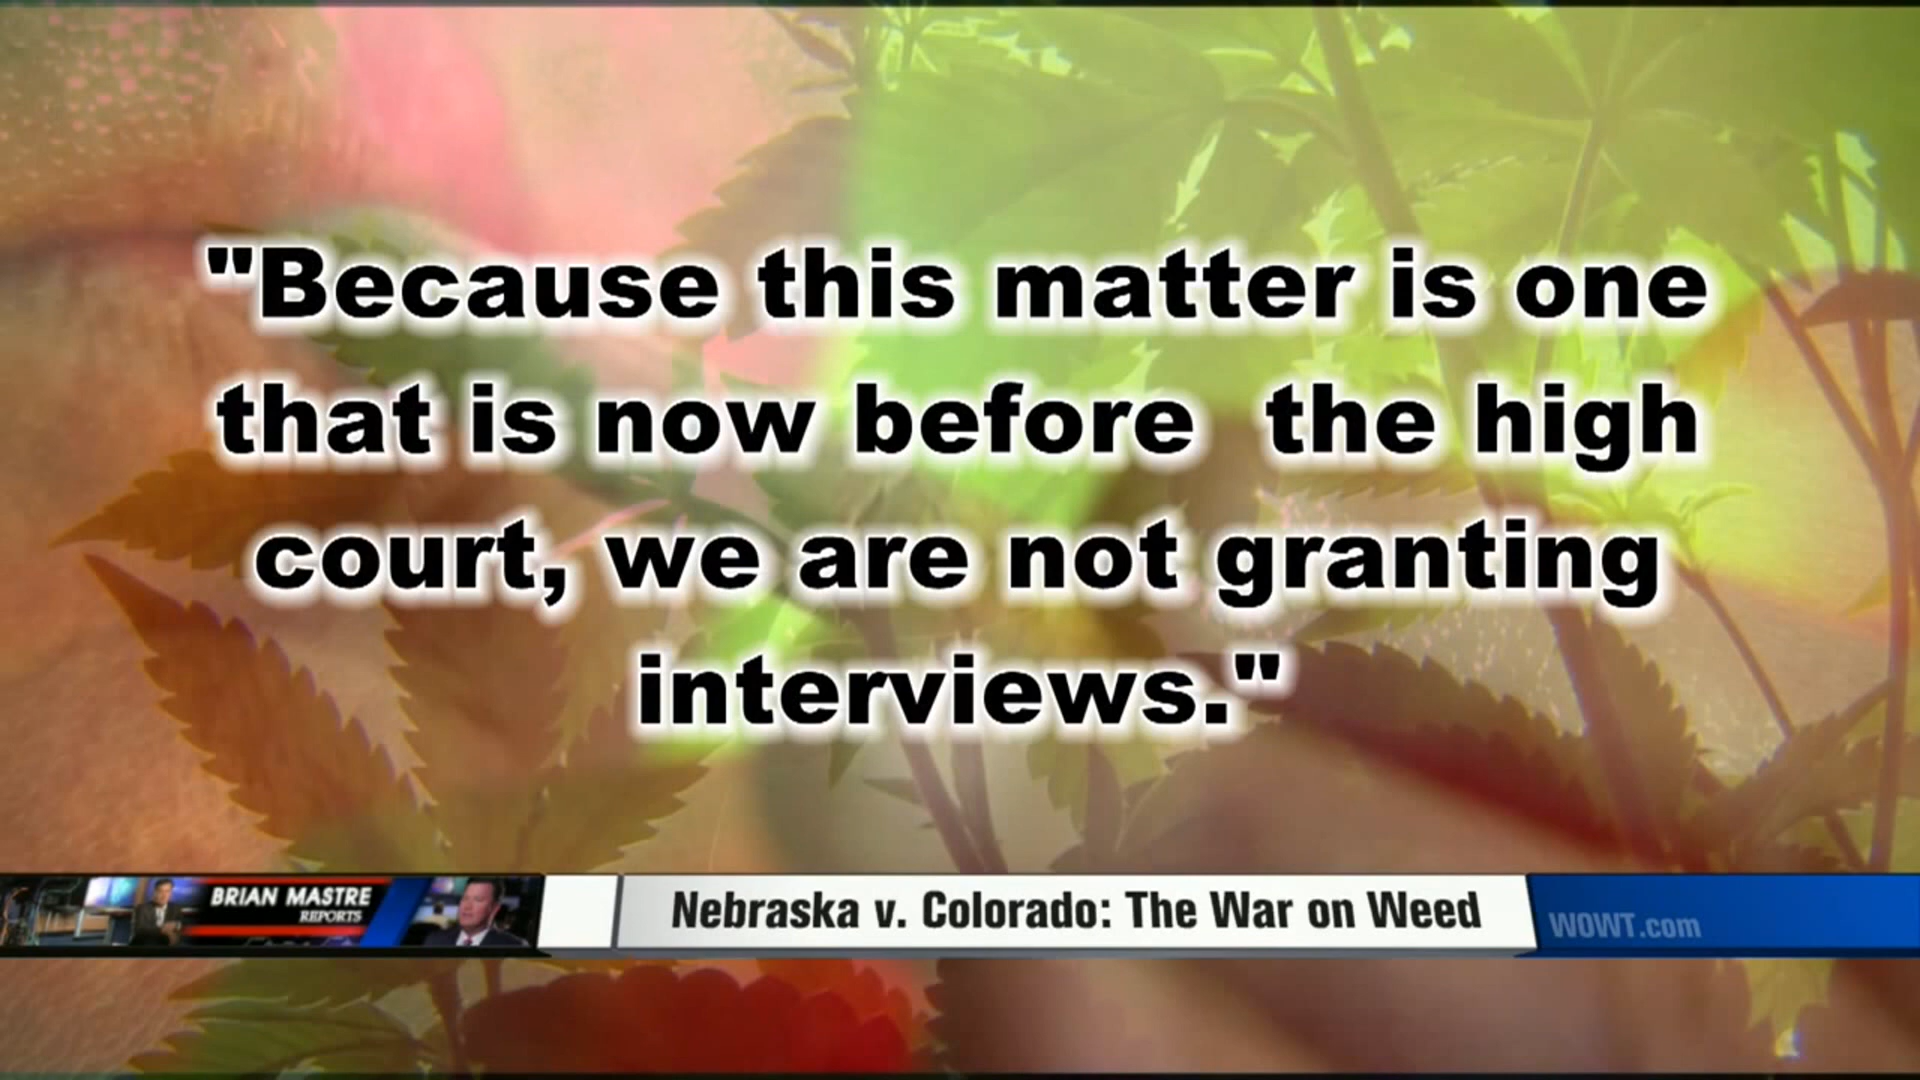 "Because this matter is one
that is now before  the high
court, we are not granting
interviews."
BRIAN MASTRE
REPORTS
Nebraska v. Colorado: The War on Weed
WOWT.com